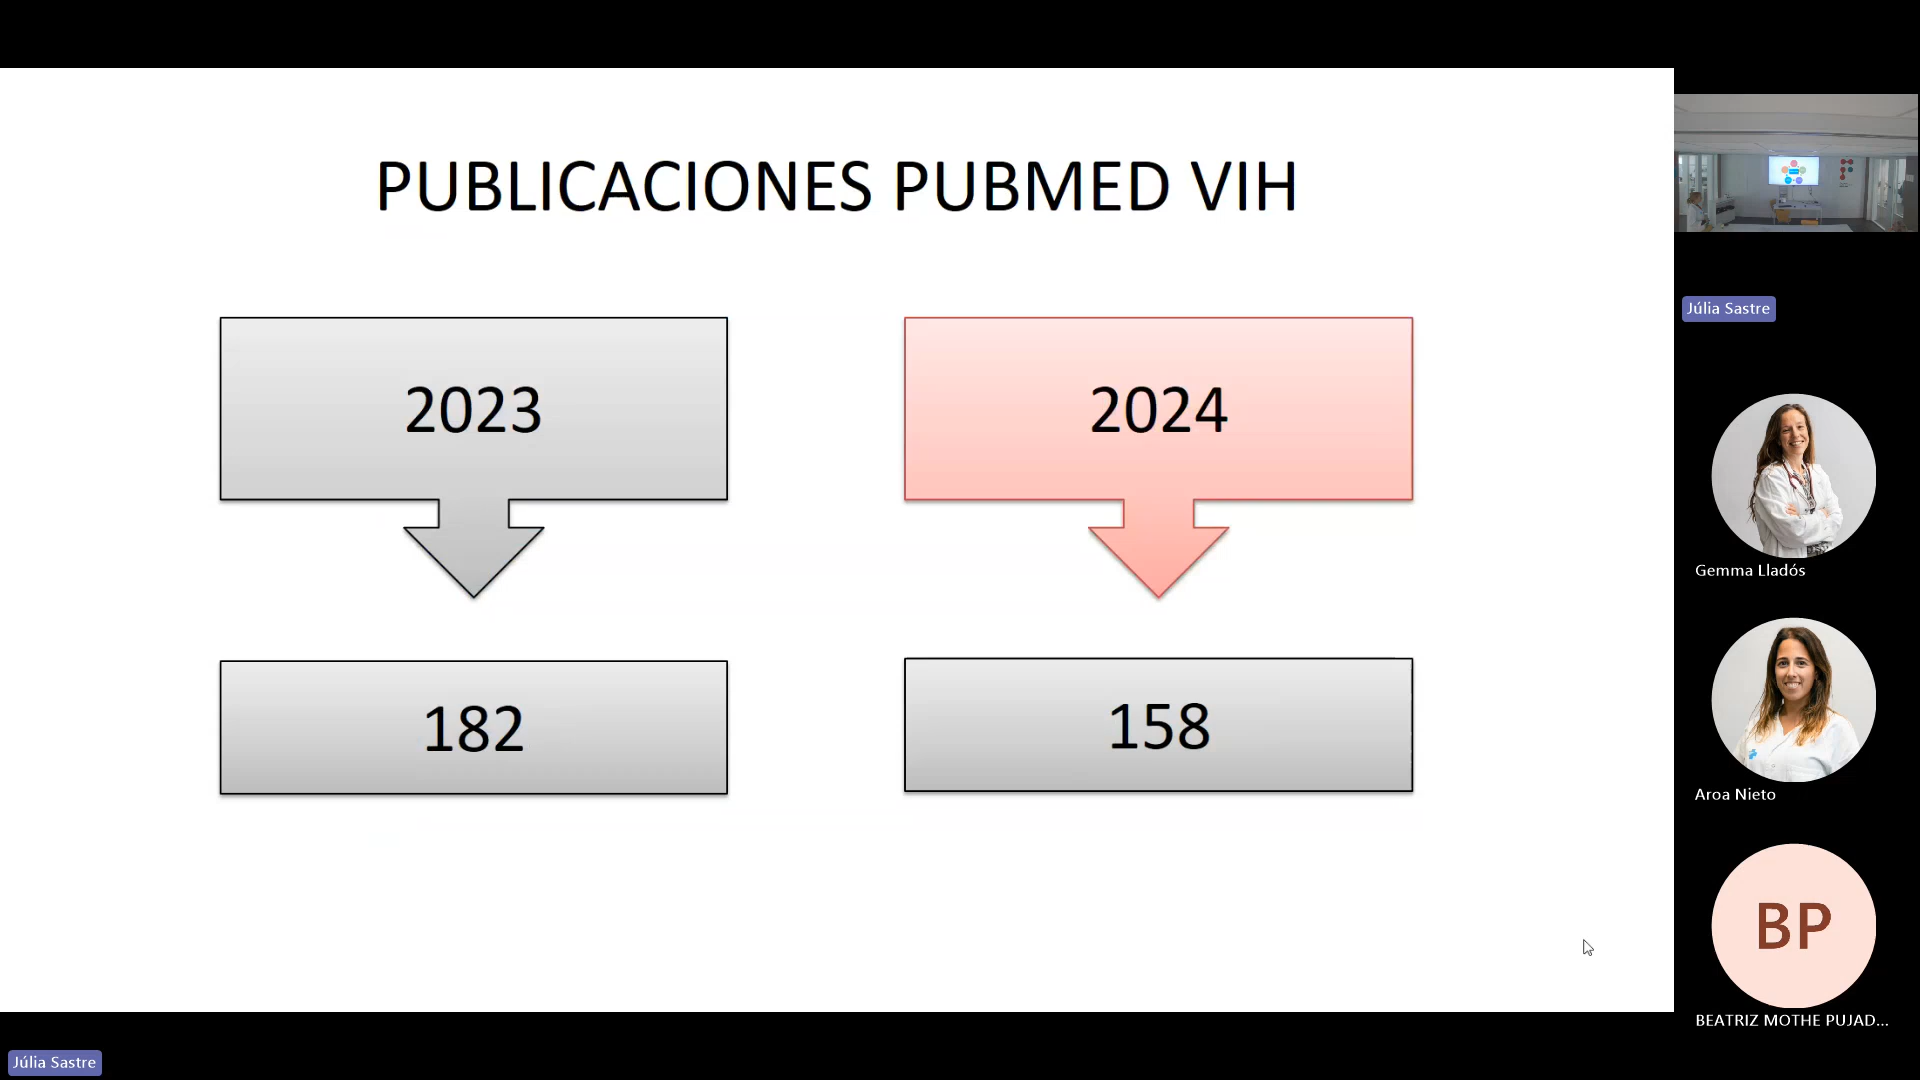 PUBLICACIONES PUBMED VIH
2023
2024
182
158
Júlia Sastre
Gemma Lladós
Aroa Nieto
BP
BEATRIZ MOTHE PUJAD...
Júlia Sastre